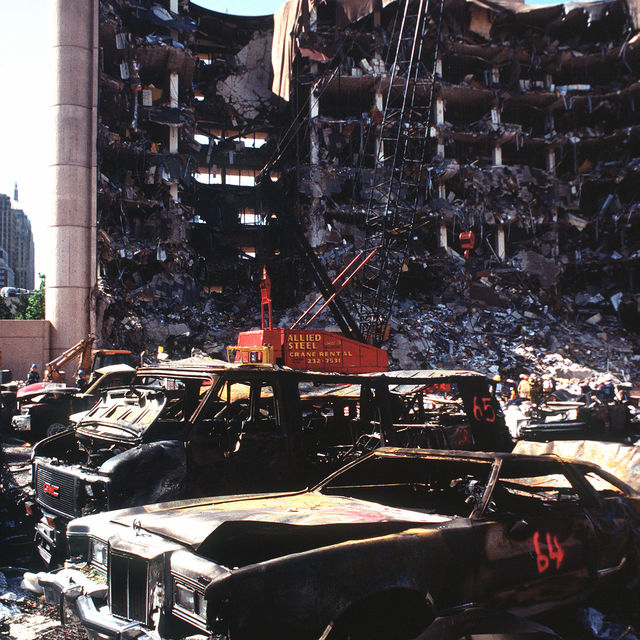 ALLIED
STEEL
CRANE RENTAL
232-7531
65
GMC
64